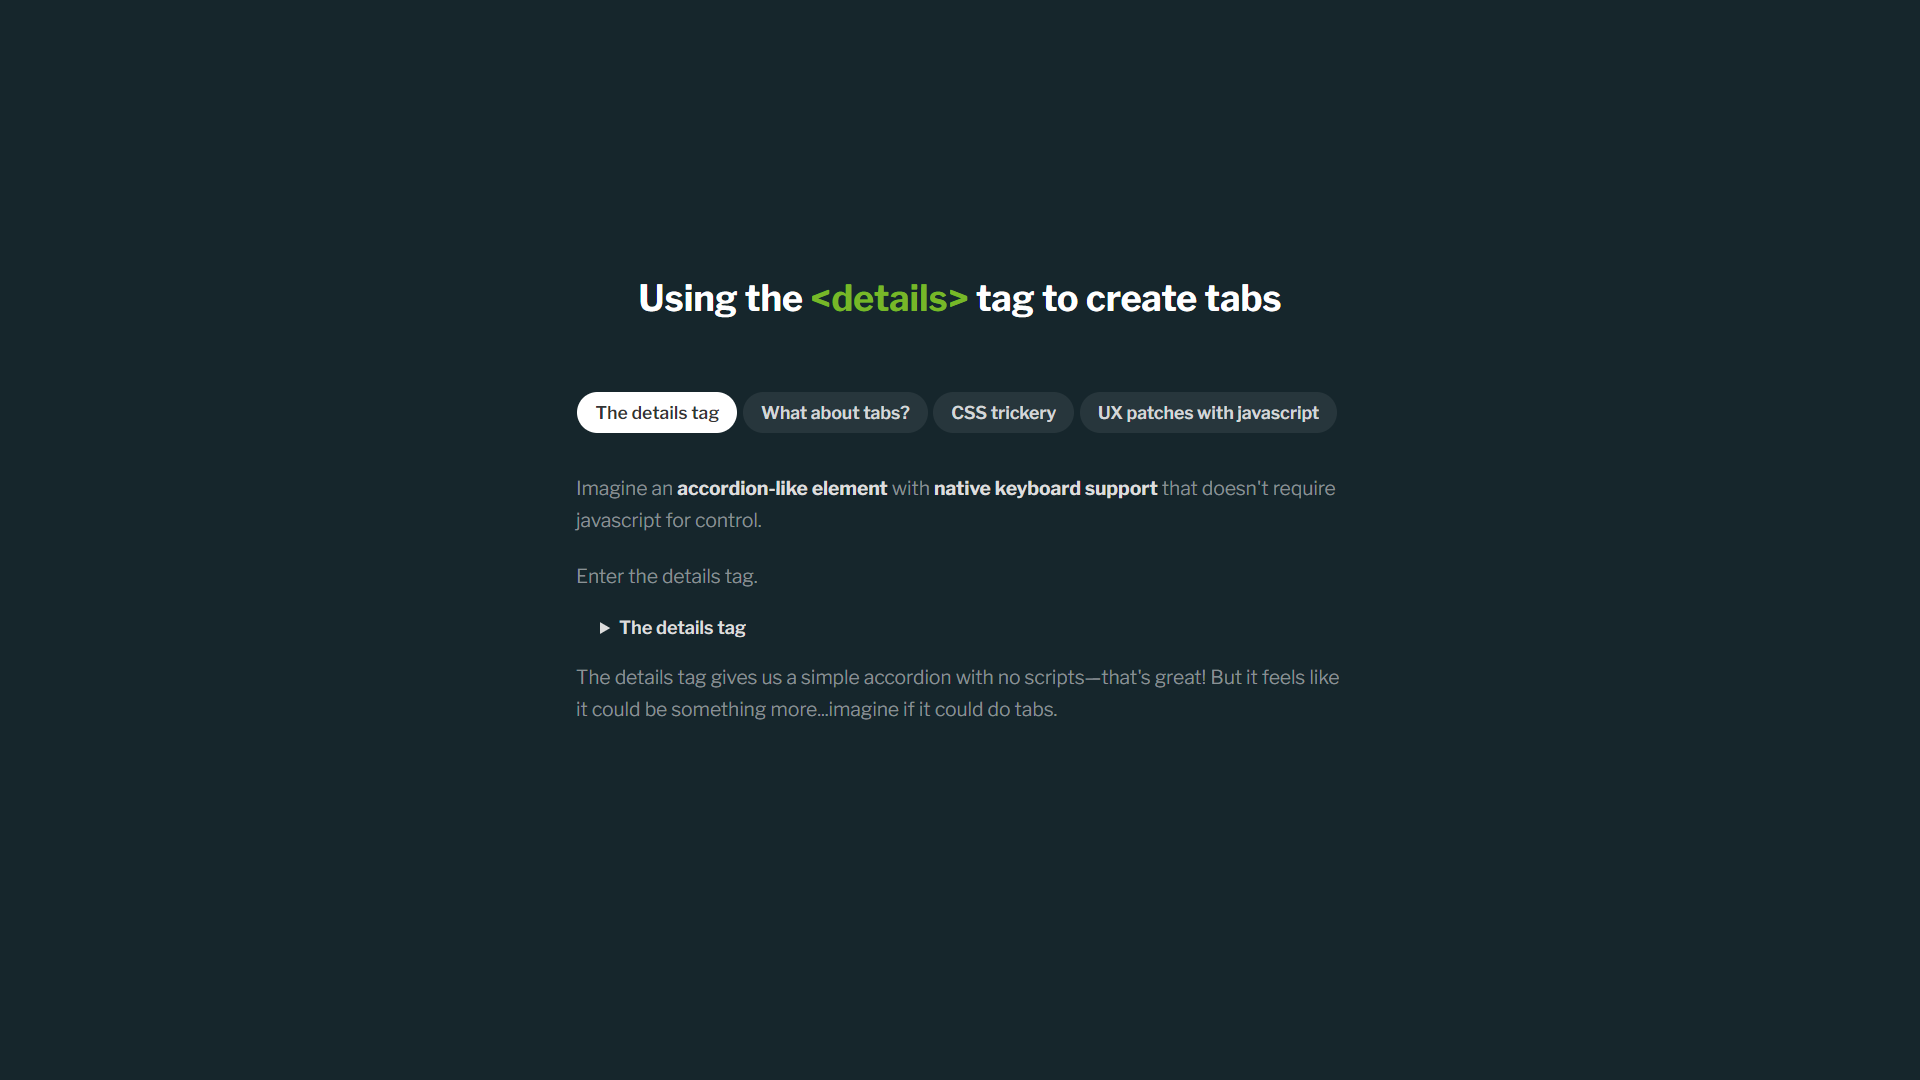 Using the <details> tag to create tabs
The details tag
What about tabs?
CSS trickery
UX patches with javascript
Imagine an accordion-like element with native keyboard support that doesn't require
javascript for control.
Enter the details tag.
The details tag
The details tag gives us a simple accordion with no scripts—that's great! But it feels like
it could be something more...imagine if it could do tabs.